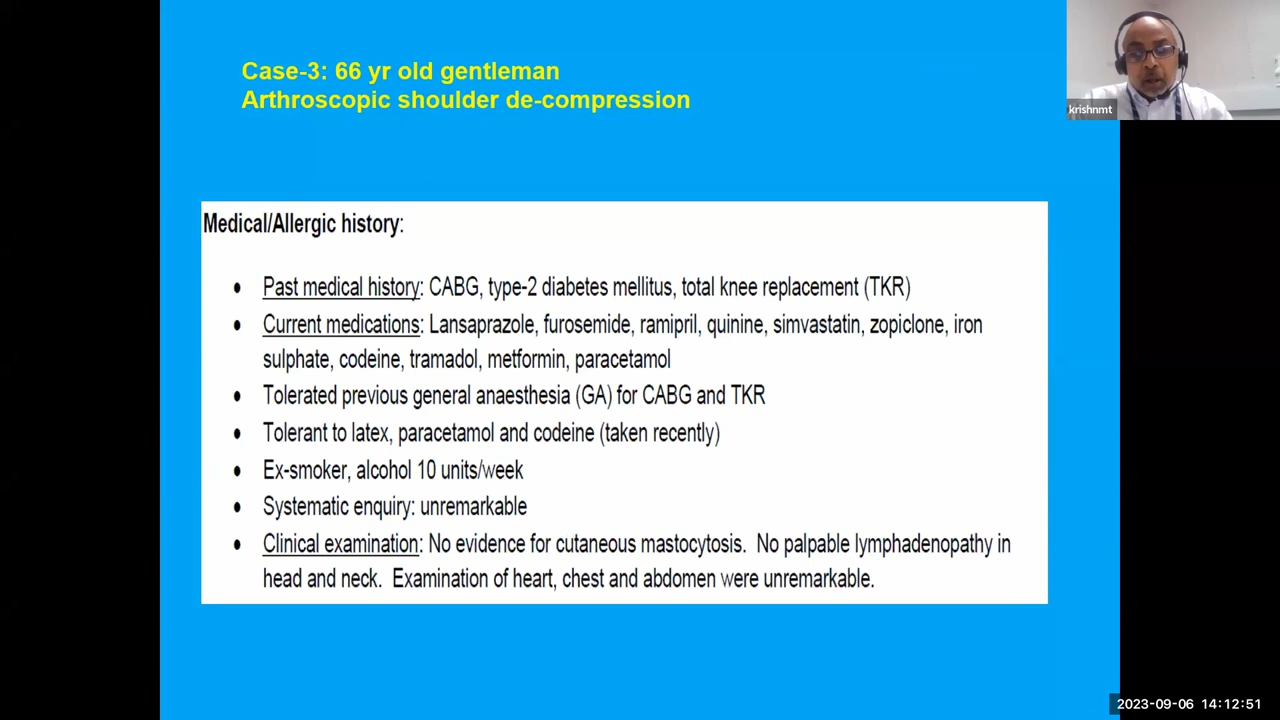 Case-3: 66 yr old gentleman
Arthroscopic shoulder de-compression
krishnmt
Medical/Allergic history:
• Past medical history: CABG, type-2 diabetes mellitus, total knee replacement (TKR)
• Current medications: Lansaprazole, furosemide, ramipril, quinine, simvastatin, zopiclone, iron
sulphate, codeine, tramadol, metformin, paracetamol
• Tolerated previous general anaesthesia (GA) for CABG and TKR
• Tolerant to latex, paracetamol and codeine (taken recently)
• Ex-smoker, alcohol 10 units/week
• Systematic enquiry: unremarkable
• Clinical examination: No evidence for cutaneous mastocytosis. No palpable lymphadenopathy in
head and neck. Examination of heart, chest and abdomen were unremarkable.
2023-09-06 14:12:51